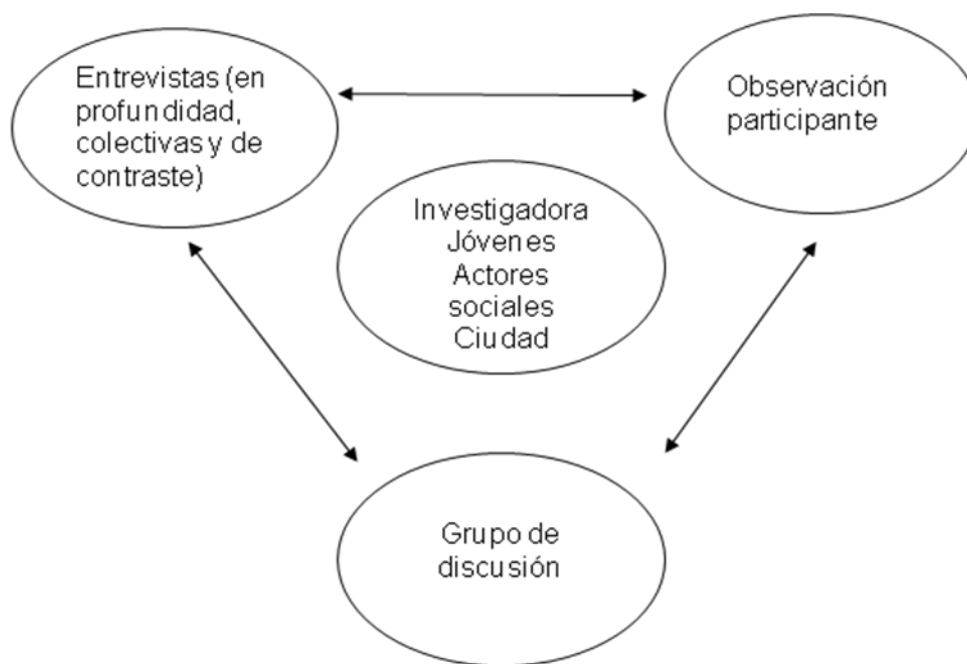 Entrevistas (en
profundidad,
colectivas y de
contraste)
Observación
participante
Investigadora
Jóvenes
Actores
sociales
Ciudad
Grupo de
discusión